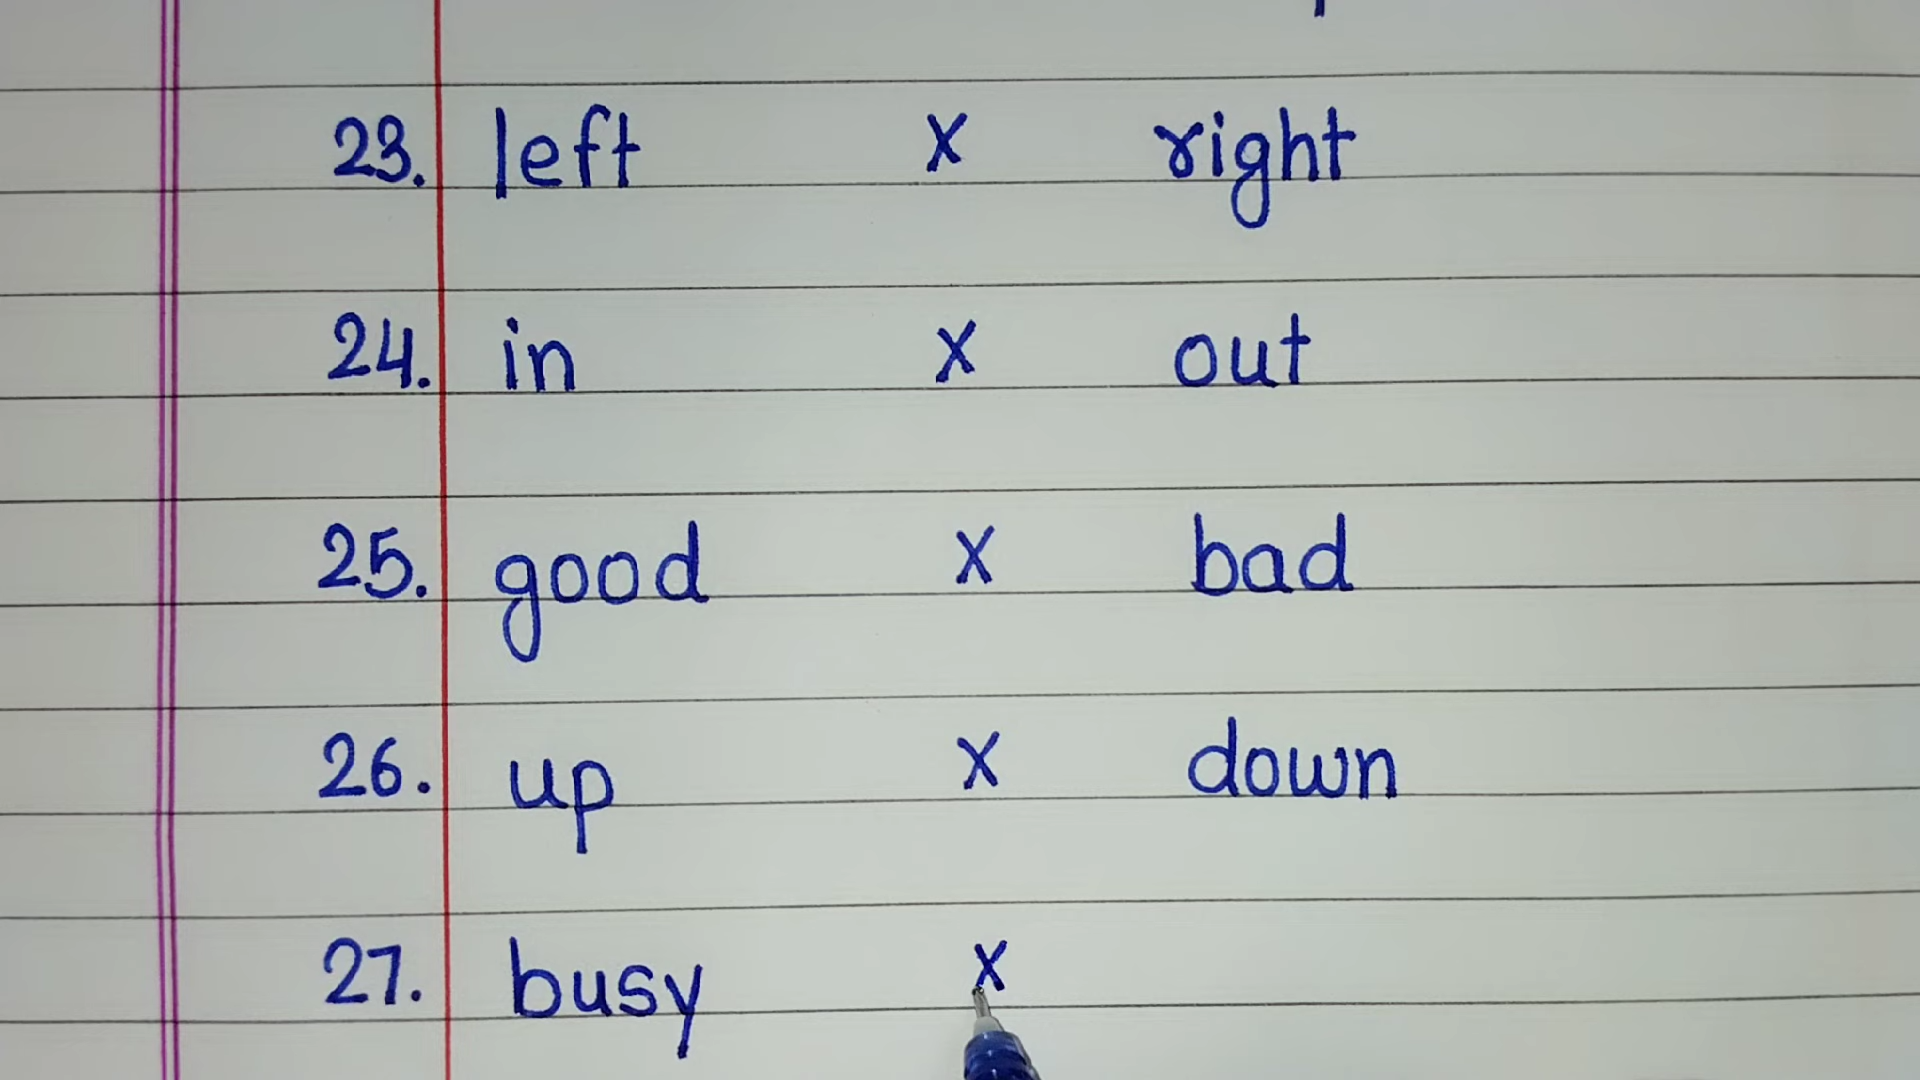 23. left x right
24. in x out
25. good x bad
26. up x down
27. busy x